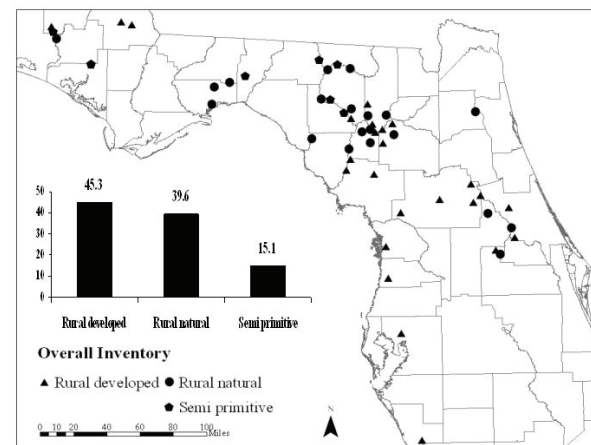 50
40
30
20
10
0
45.3
39.6
15.1
Rural developed Rural natural Semi primitive
Overall Inventory
Rural developed Rural natural
Semi primitive
N
0 10 20 40 60 80 100
Miles